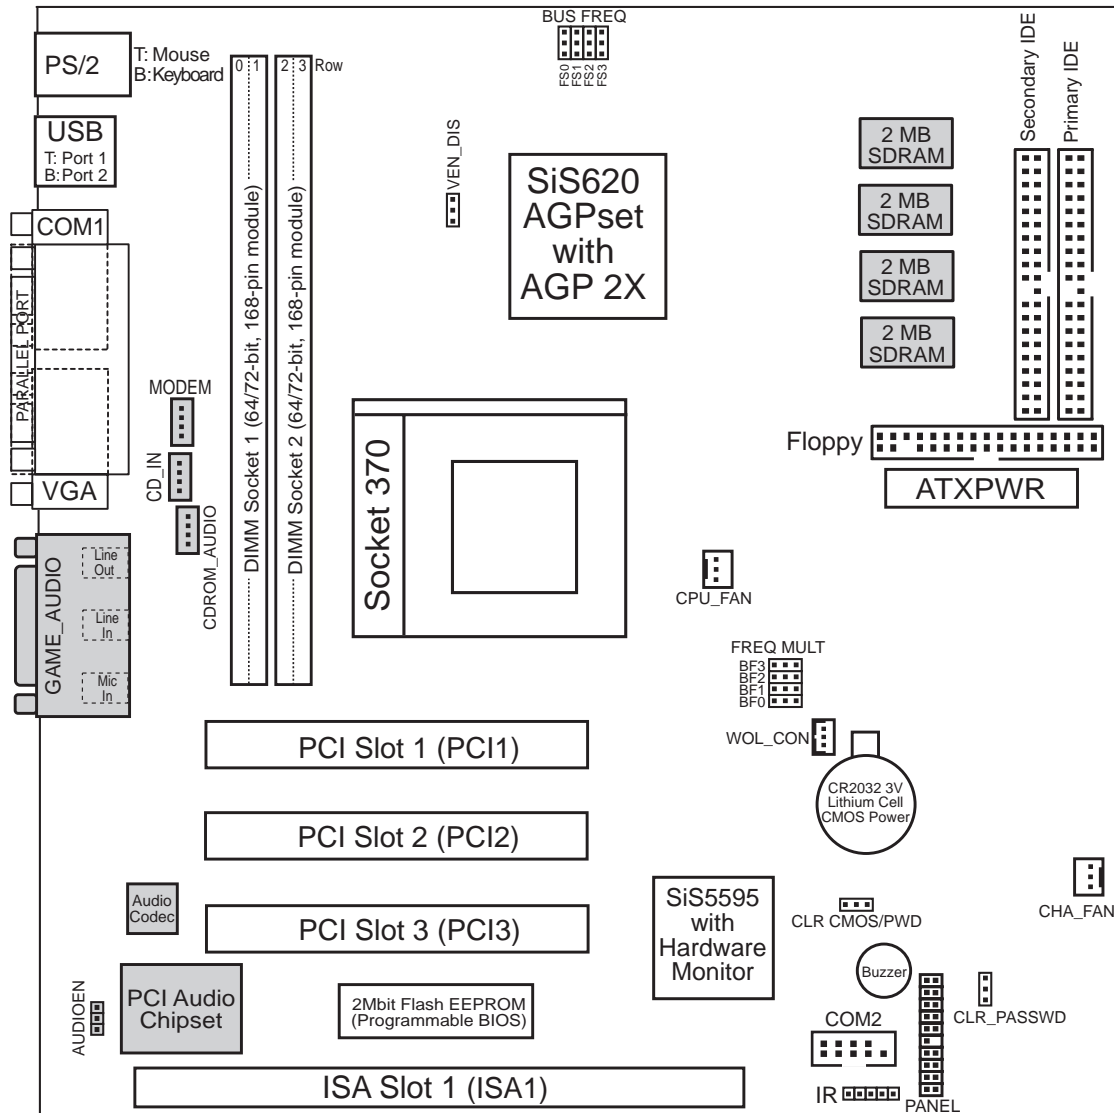 BUS FREQ
FS0
FS1
FS2
FS3
PS/2
T: Mouse
B:Keyboard
0 1
2 3 Row
Secondary IDE
Primary IDE
USB
T: Port 1
B:Port 2
VEN_DIS
SiS620
AGPset
with
AGP 2X
2 MB
SDRAM
2 MB
SDRAM
2 MB
SDRAM
2 MB
SDRAM
COM1
PARALLEL PORT
VGA
MODEM
CD_IN
CDROM_AUDIO
DIMM Socket 1 (64/72-bit, 168-pin module)
DIMM Socket 2 (64/72-bit, 168-pin module)
Socket 370
Floppy
ATXPWR
GAME_AUDIO
Line
Out
Line
In
Mic
In
CPU_FAN
FREQ MULT
BF3
BF2
BF1
BF0
WOL_CON
PCI Slot 1 (PCI1)
CR2032 3V
Lithium Cell
CMOS Power
PCI Slot 2 (PCI2)
Audio
Codec
PCI Slot 3 (PCI3)
SiS5595
with
Hardware
Monitor
CLR CMOS/PWD
CHA_FAN
Buzzer
AUDIOEN
PCI Audio
Chipset
2Mbit Flash EEPROM
(Programmable BIOS)
COM2
CLR_PASSWD
ISA Slot 1 (ISA1)
IR
PANEL